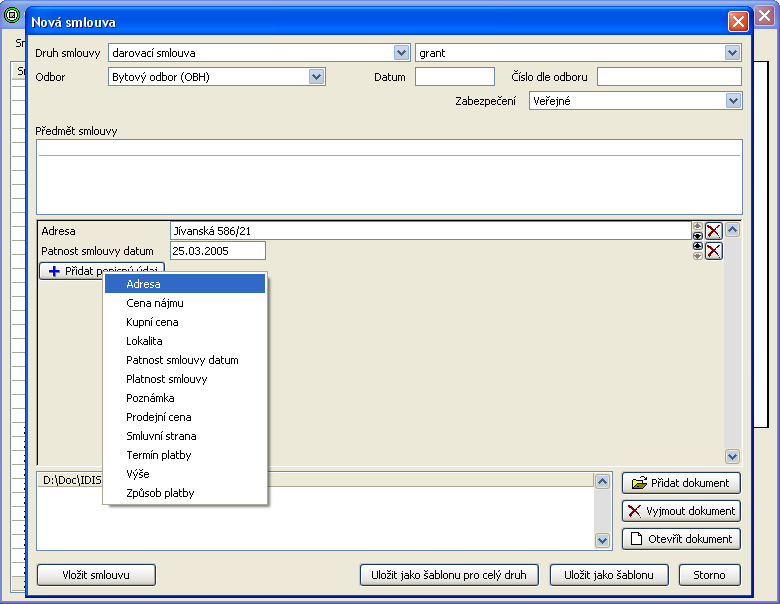 Nová smlouva
Druh smlouvy darovací smlouva grant
Odbor Bytový odbor (OBH) Datum Číslo dle odboru
Zabezpečení Veřejné
Předmět smlouvy
Adresa Jívanská 586/21
Patnost smlouvy datum 25.03.2005
Přidat popisný údaj
Adresa
Cena nájmu
Kupní cena
Lokalita
Patnost smlouvy datum
Platnost smlouvy
Poznámka
Prodejní cena
Smluvní strana
Termín platby
Výše
Způsob platby
D:\Doc\IDIS
Přidat dokument
Vyjmout dokument
Otevřít dokument
Vložit smlouvu Uložit jako šablonu pro celý druh Uložit jako šablonu Storno